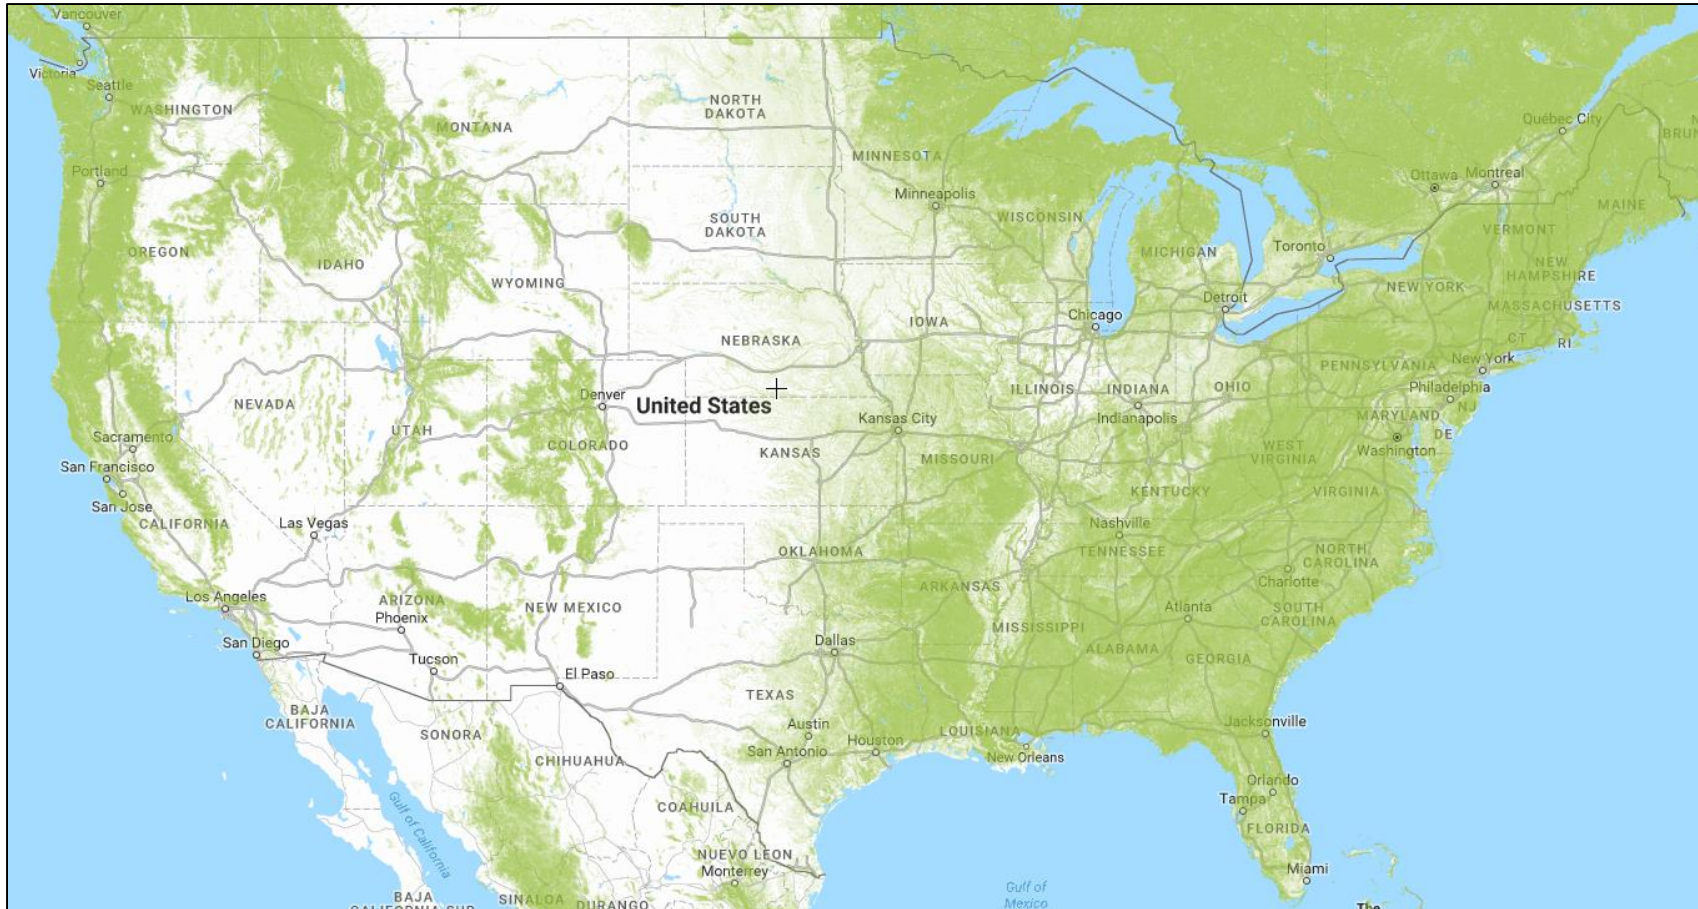 Vancouver
Victoria
Seattle
WASHINGTON
MONTANA
NORTH
DAKOTA
Québec City
MINNESOTA
Portland
Ottawa
Montreal
Minneapolis
MAINE
SOUTH
DAKOTA
WISCONSIN
VERMONT
OREGON
IDAHO
MICHIGAN
Toronto
NEW
HAMPSHIRE
WYOMING
NEW YORK
Detroit
MASSACHUSETTS
Chicago
IOWA
NEBRASKA
CT
RI
New York
PENNSYLVANIA
Denver
United States
ILLINOIS
INDIANA
OHIO
Philadelphia
NEVADA
NJ
Kansas City
Indianapolis
MARYLAND
UTAH
Sacramento
COLORADO
DE
KANSAS
MISSOURI
WEST
VIRGINIA
Washington
San Francisco
San Jose
KENTUCKY
VIRGINIA
CALIFORNIA
Las Vegas
Nashville
OKLAHOMA
TENNESSEE
NORTH
CAROLINA
Charlotte
Los Angeles
ARIZONA
Phoenix
NEW MEXICO
ARKANSAS
Atlanta
SOUTH
CAROLINA
MISSISSIPPI
San Diego
Dallas
ALABAMA
GEORGIA
Tucson
El Paso
TEXAS
BAJA
CALIFORNIA
SONORA
Austin
Jacksonville
LOUISIANA
San Antonio
Houston
New Orleans
CHIHUAHUA
Gulf of California
COAHUILA
Orlando
Tampa
FLORIDA
NUEVO LEON
Monterrey
Miami
Gulf of
Mexico
BAJA
SINALOA
DURANGO
The